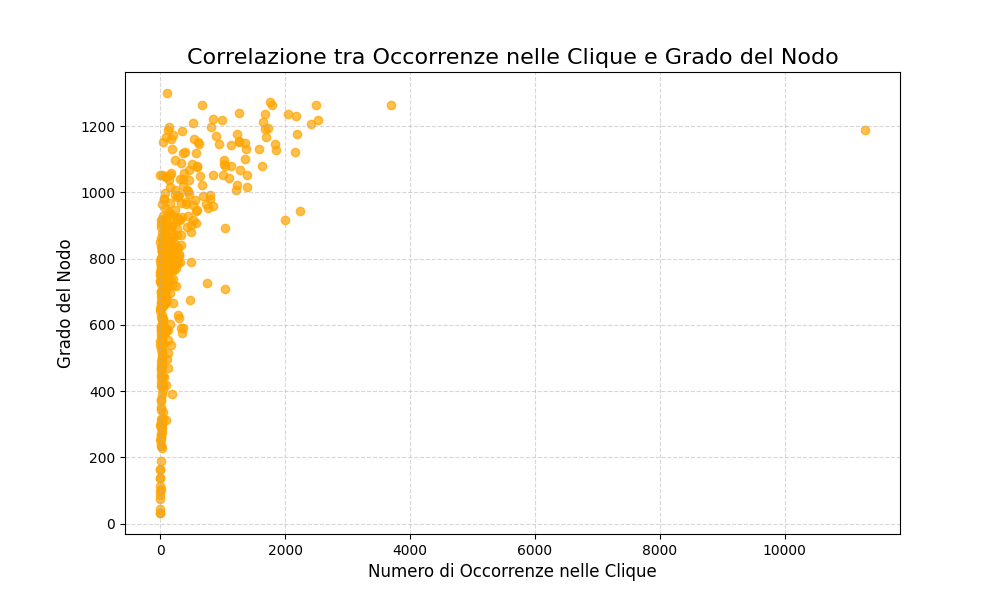 Correlazione tra Occorrenze nelle Clique e Grado del Nodo
Grado del Nodo
1200
1000
800
600
400
200
0
0 2000 4000 6000 8000 10000
Numero di Occorrenze nelle Clique